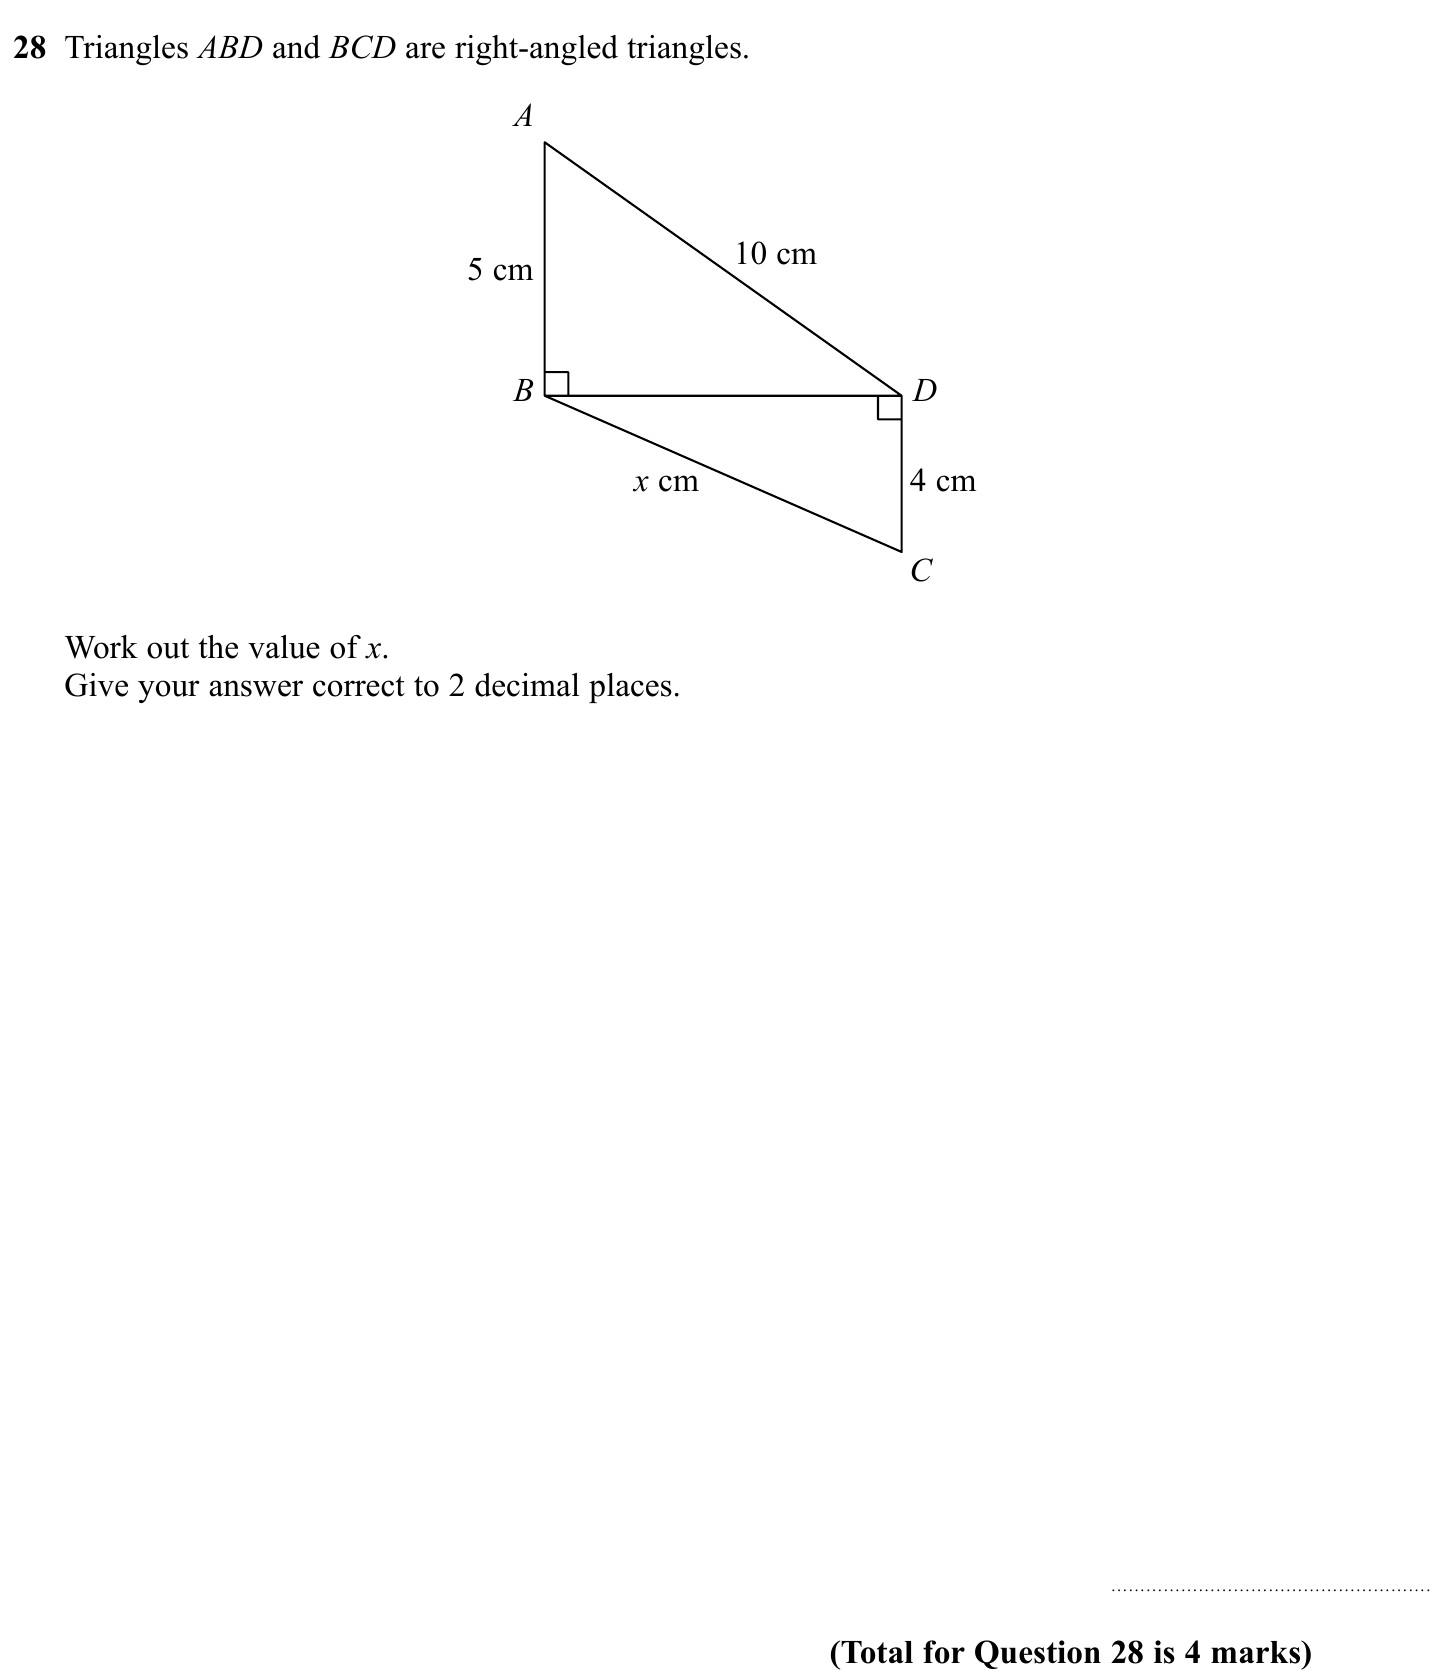 28 Triangles ABD and BCD are right-angled triangles.
A
10 cm
5 cm
B
D
x cm
4 cm
C
Work out the value of x.
Give your answer correct to 2 decimal places.
(Total for Question 28 is 4 marks)